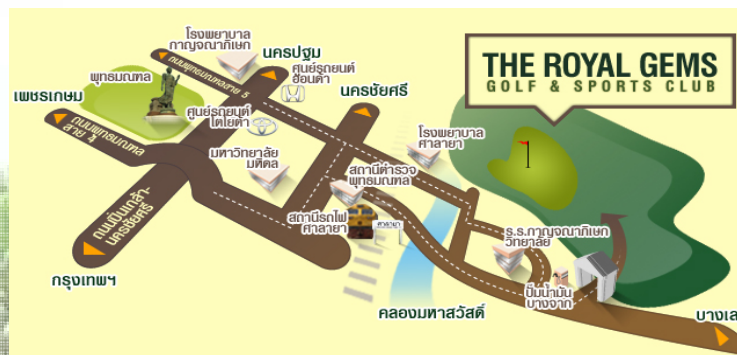 โรงพยาบาล
กาญจณาภิเษก
นครปฐม
ถนนพุทธมณฑลสาย 5
ศูนย์รถยนต์
ฮอนด้า
พุทธมณฑล
นครชัยศรี
เพชรเกษม
ศูนย์รถยนต์
โตโยต้า
ถนนพุทธมณฑล
สาย 4
THE ROYAL GEMS
GOLF & SPORTS CLUB
โรงพยาบาล
ศาลายา
มหาวิทยาลัย
มหิดล
สถานีตำรวจ
พุทธมณฑล
ถนนปิ่นเกล้า-
นครชัยศรี
สถานีรถไฟ
ศาลายา
ศาลายา
ร.ร.กาญจณาภิเษก
วิทยาลัย
กรุงเทพฯ
ปั๊มน้ำมัน
บางจาก
คลองมหาสวัสดิ์
บางเล